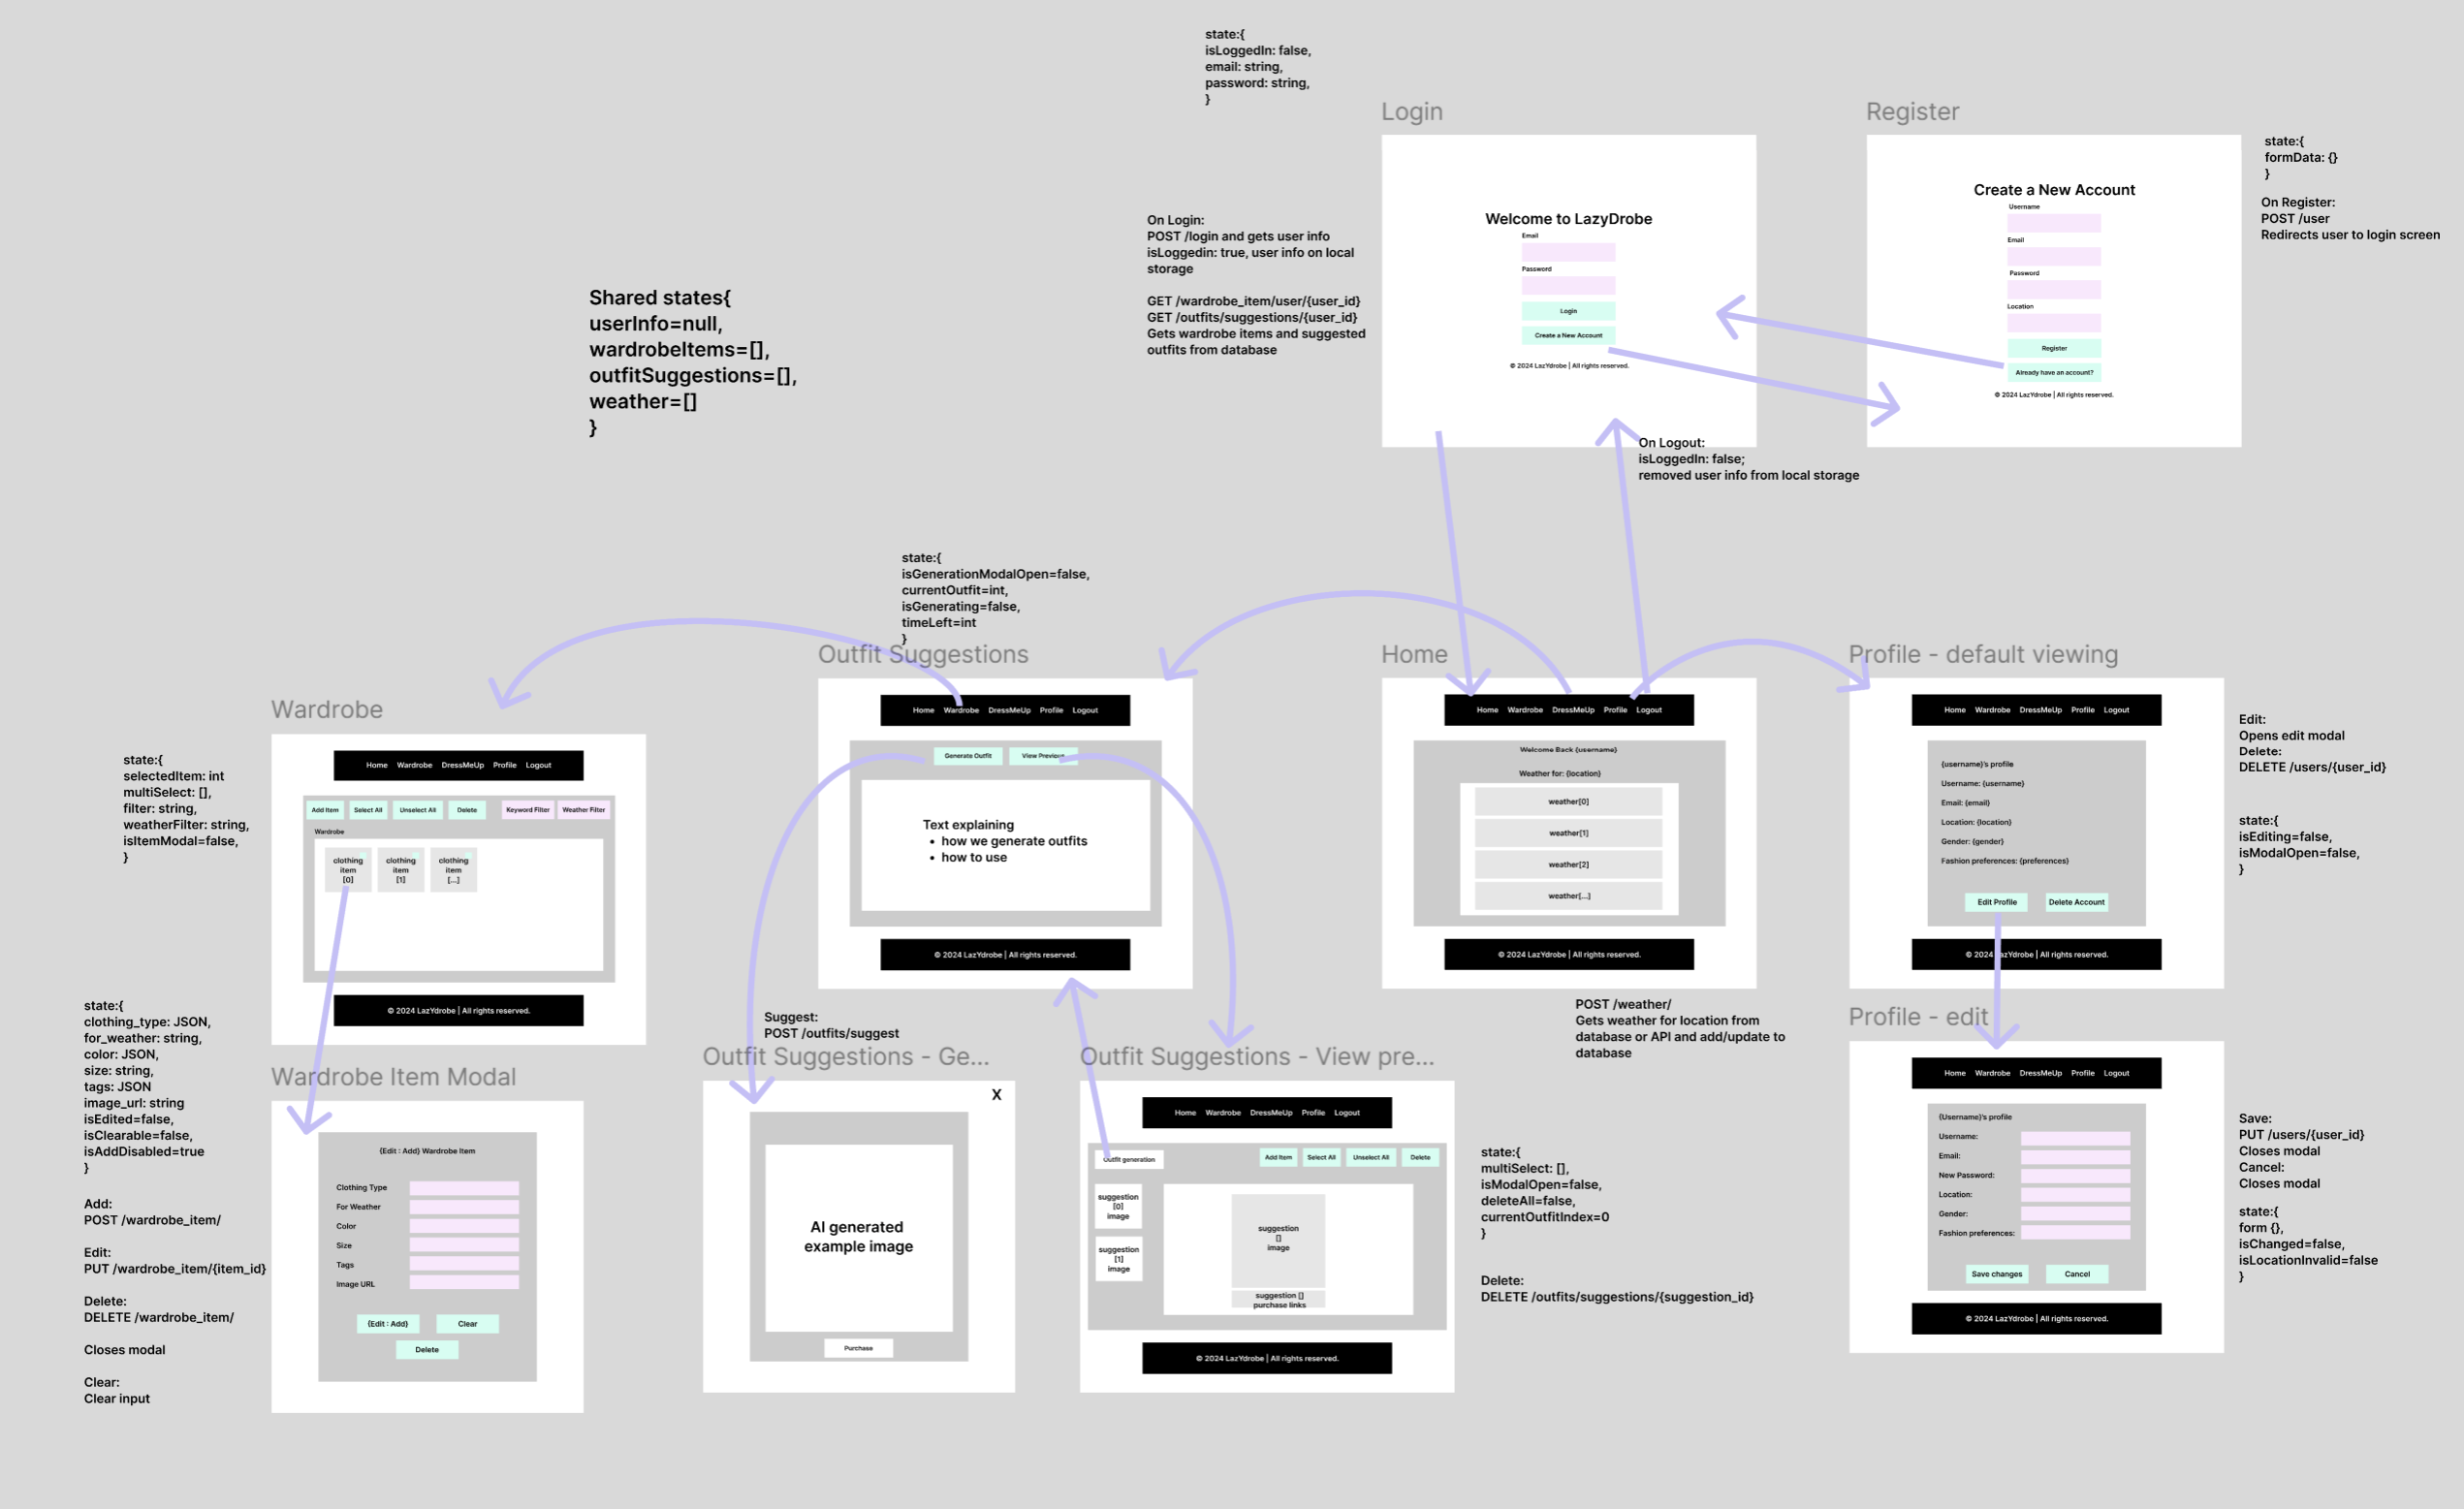 state:{
isLoggedIn: false,
email: string,
password: string,
}
Login
Register
Welcome to LazyDrobe
Email
Password
Login
Create a New Account
© 2024 LazYdrobe | All rights reserved.
Create a New Account
Username
Email
Password
Location
Register
Already have an account?
© 2024 LazYdrobe | All rights reserved.
state:{
formData: {}
}
On Register:
POST /user
Redirects user to login screen
On Login:
POST /login and gets user info
isLoggedin: true, user info on local
storage
GET /wardrobe_item/user/{user_id}
GET /outfits/suggestions/{user_id}
Gets wardrobe items and suggested
outfits from database
Shared states{
userInfo=null,
wardrobeItems=[],
outfitSuggestions=[],
weather=[]
}
On Logout:
isLoggedIn: false;
removed user info from local storage
state:{
isGenerationModalOpen=false,
currentOutfit=int,
isGenerating=false,
timeLeft=int
}
Wardrobe
state:{
selectedItem: int
multiSelect: [],
filter: string,
weatherFilter: string,
isItemModal=false,
}
Home Wardrobe DressMeUp Profile Logout
Add Item Select All Unselect All Delete Keyword Filter Weather Filter
Wardrobe
clothing
item
[0]
clothing
item
[1]
clothing
item
[...]
© 2024 LazYdrobe | All rights reserved.
Outfit Suggestions
Home Wardrobe DressMeUp Profile Logout
Generate Outfit View Previous
Text explaining
• how we generate outfits
• how to use
© 2024 LazYdrobe | All rights reserved.
Home
Home Wardrobe DressMeUp Profile Logout
Welcome Back {username}
Weather for: {location}
weather[0]
weather[1]
weather[2]
weather[...]
© 2024 LazYdrobe | All rights reserved.
POST /weather/
Gets weather for location from
database or API and add/update to
database
Profile - default viewing
Home Wardrobe DressMeUp Profile Logout
{username}'s profile
Username: {username}
Email: {email}
Location: {location}
Gender: {gender}
Fashion preferences: {preferences}
Edit Profile Delete Account
© 2024 LazYdrobe | All rights reserved.
Edit:
Opens edit modal
Delete:
DELETE /users/{user_id}
state:{
isEditing=false,
isModalOpen=false,
}
state:{
clothing_type: JSON,
for_weather: string,
color: JSON,
size: string,
tags: JSON
image_url: string
isEdited=false,
isClearable=false,
isAddDisabled=true
}
Add:
POST /wardrobe_item/
Edit:
PUT /wardrobe_item/{item_id}
Delete:
DELETE /wardrobe_item/
Closes modal
Clear:
Clear input
Wardrobe Item Modal
{Edit : Add} Wardrobe Item
Clothing Type
For Weather
Color
Size
Tags
Image URL
{Edit : Add} Clear
Delete
Suggest:
POST /outfits/suggest
Outfit Suggestions - Ge...
X
AI generated
example image
Purchase
Outfit Suggestions - View pre...
Home Wardrobe DressMeUp Profile Logout
Outfit generation Add Item Select All Unselect All Delete
suggestion
[0]
image
suggestion
[1]
image
suggestion
[]
image
suggestion []
purchase links
© 2024 LazYdrobe | All rights reserved.
state:{
multiSelect: [],
isModalOpen=false,
deleteAll=false,
currentOutfitIndex=0
}
Delete:
DELETE /outfits/suggestions/{suggestion_id}
Profile - edit
Home Wardrobe DressMeUp Profile Logout
{Username}'s profile
Username:
Email:
New Password:
Location:
Gender:
Fashion preferences:
Save changes Cancel
© 2024 LazYdrobe | All rights reserved.
Save:
PUT /users/{user_id}
Closes modal
Cancel:
Closes modal
state:{
form {},
isChanged=false,
isLocationInvalid=false
}